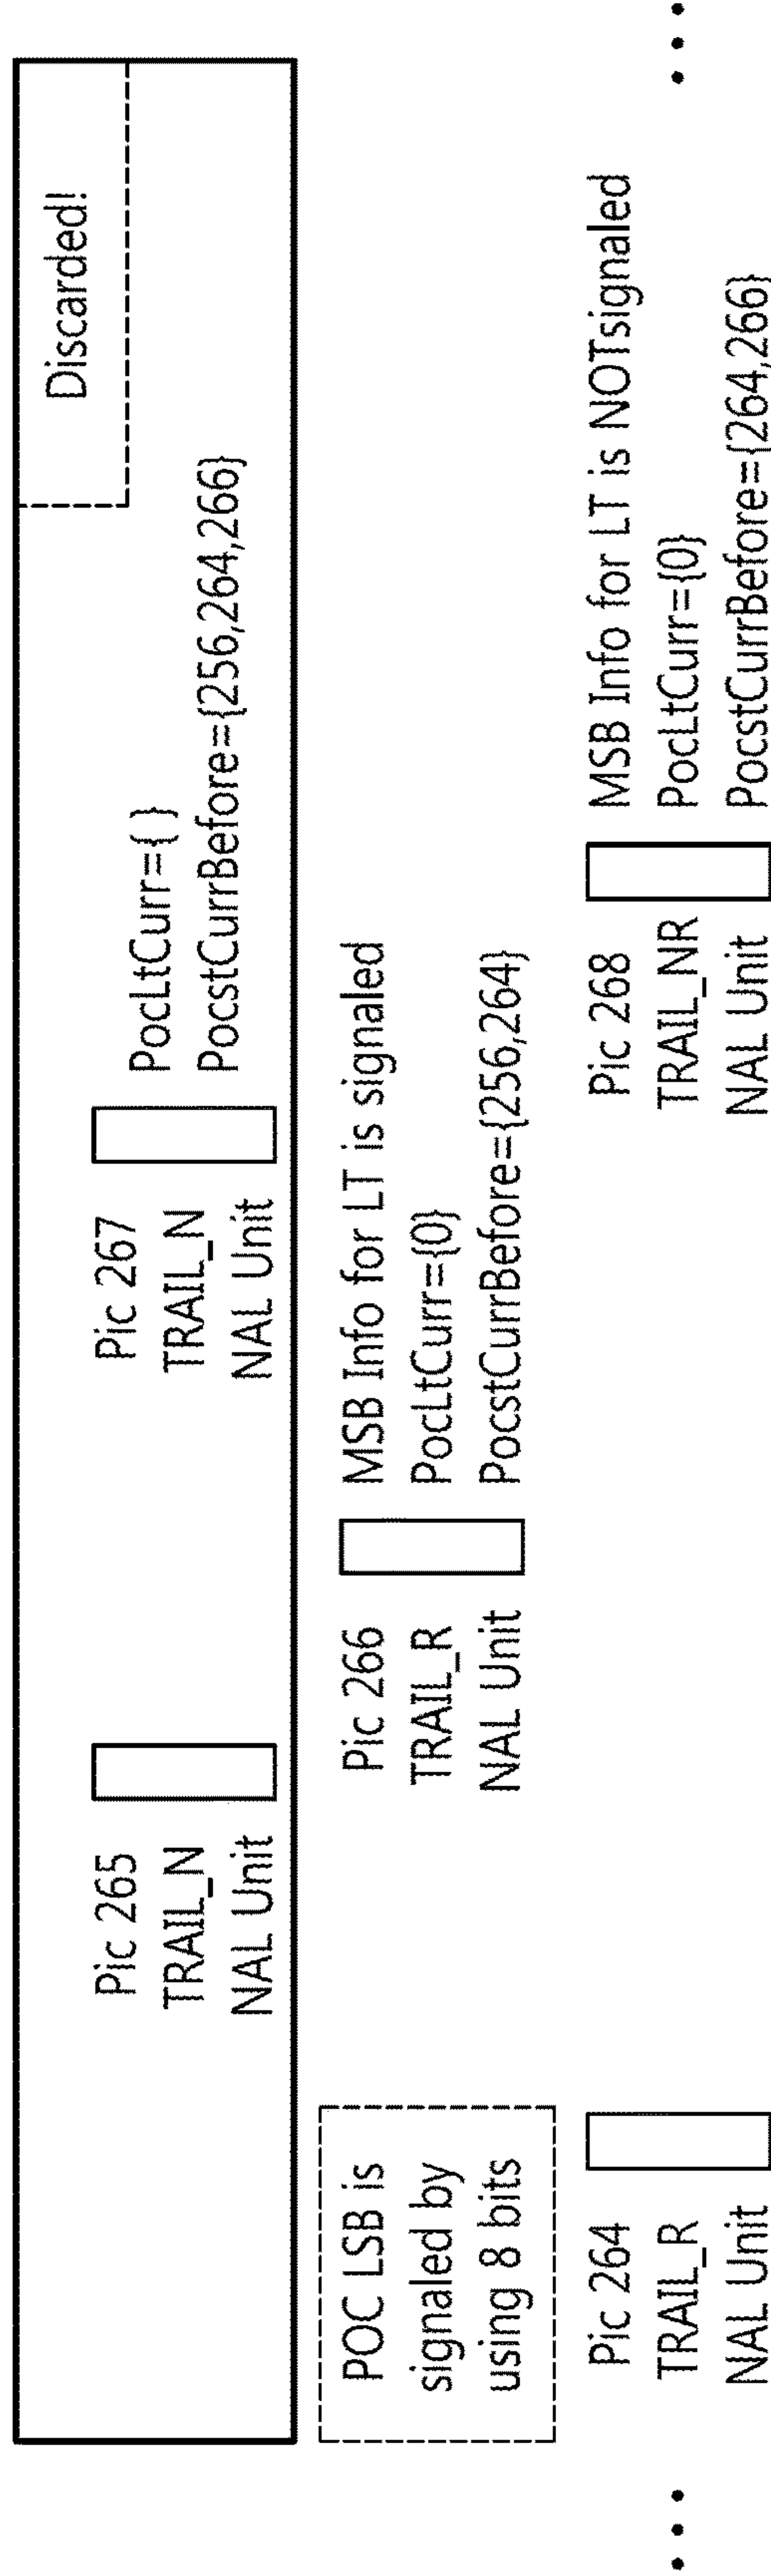 Discarded!
Pic 265
TRAIL_N
NAL Unit
Pic 267
TRAIL_N
NAL Unit
PocLtCurr={ }
PocstCurrBefore={256,264,266}
POC LSB is
signaled by
using 8 bits
Pic 266
TRAIL_R
NAL Unit
MSB Info for LT is signaled
PocLtCurr={0}
PocstCurrBefore={256,264}
Pic 264
TRAIL_R
NAL Unit
Pic 268
TRAIL_NR
NAL Unit
MSB Info for LT is NOTsignaled
PocLtCurr={0}
PocstCurrBefore={264,266}